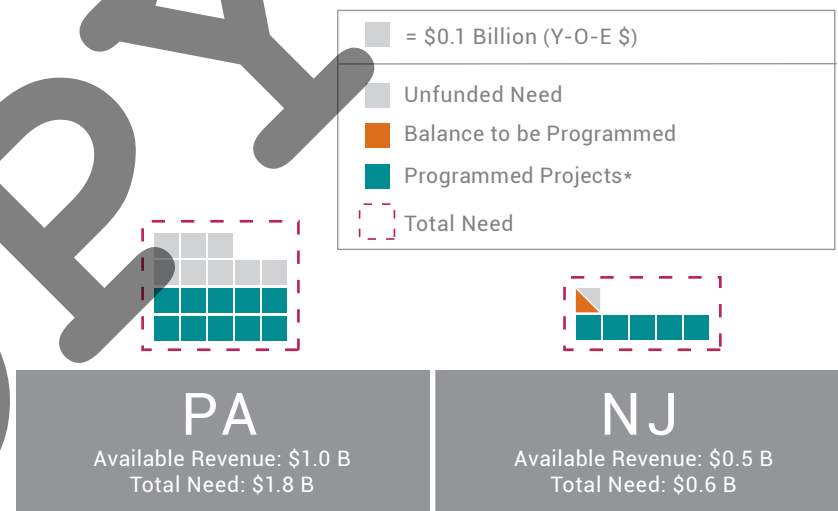 = $0.1 Billion (Y-O-E $)
Unfunded Need
Balance to be Programmed
Programmed Projects*
Total Need
PA
Available Revenue: $1.0 B
Total Need: $1.8 B
NJ
Available Revenue: $0.5 B
Total Need: $0.6 B
PY